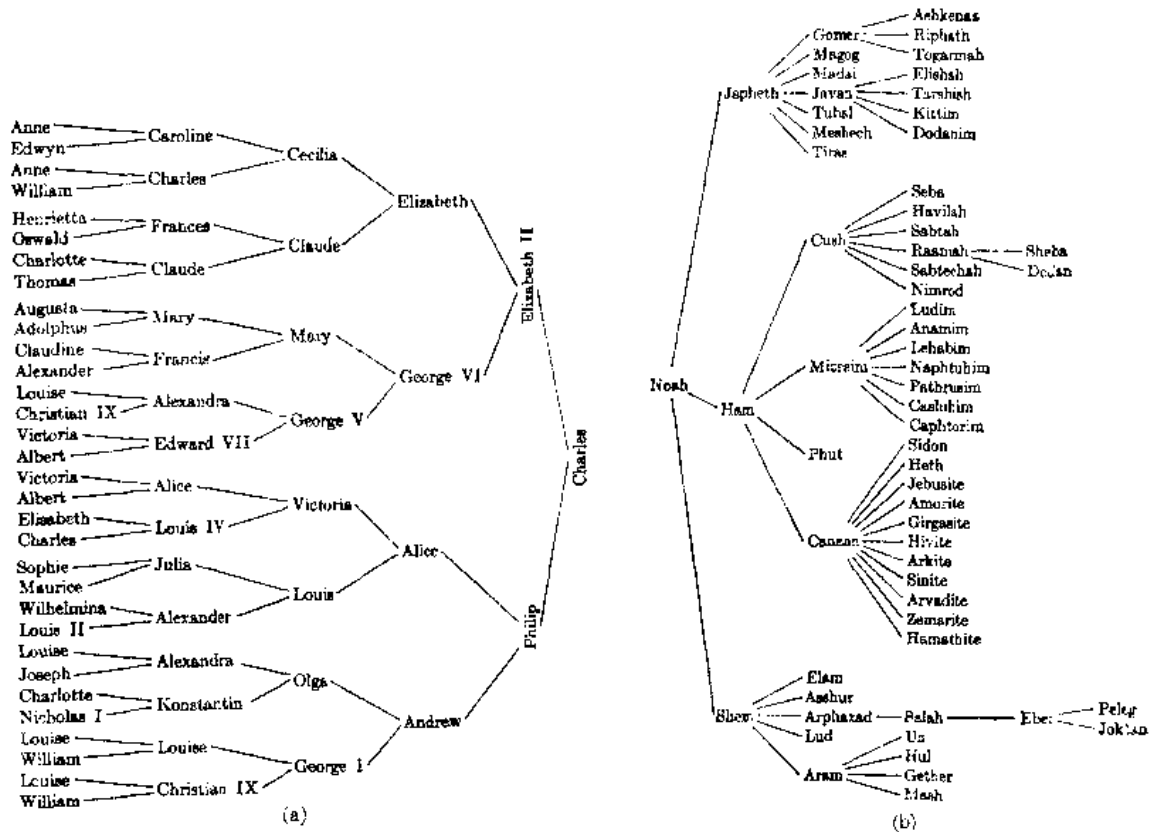 Anne
Edwyn
Anne
William
Henrietta
Oswald
Charlotte
Thomas
Augusta
Adolphus
Claudine
Alexander
Louise
Christian IX
Victoria
Albert
Victoria
Albert
Elizabeth
Charles
Sophie
Maurice
Wilhelmina
Louis II
Louise
Joseph
Charlotte
Nicholas I
Louise
William
Louise
William
Caroline
Charles
Frances
Claude
Mary
Francis
Alexandra
Edward VII
Alice
Louis IV
Julia
Alexander
Alexandra
Konstantin
Louise
Christian IX
Cecilia
Claude
Mary
George V
Victoria
Louis
Olga
George I
Elizabeth
George VI
Alice
Andrew
Elizabeth II
Philip
Charles
(a)
Noah
Japheth
Ham
Shem
Gomer
Magog
Madai
Javan
Tubal
Meshech
Tiras
Cush
Mizraim
Phut
Canaan
Elam
Asshur
Arphaxad
Lud
Aram
Ashkenaz
Riphath
Togarmah
Elishah
Tarshish
Kittim
Dodanim
Seba
Havilah
Sabtah
Raamah
Sabtechah
Nimrod
Ludim
Anamim
Lehabim
Naphtuhim
Pathrusim
Casluhim
Caphtorim
Sidon
Heth
Jebusite
Amorite
Girgasite
Hivite
Arkite
Sinite
Arvadite
Zemarite
Hamathite
Salah
Uz
Hul
Gether
Mash
Sheba
Dedan
Eber
Peleg
Joktan
(b)